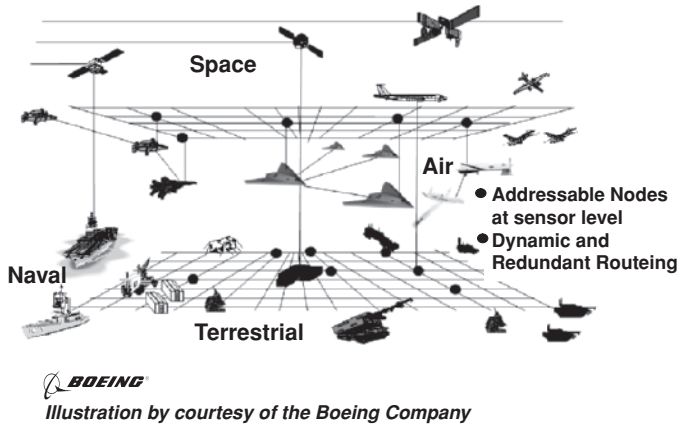 Space
Air
● Addressable Nodes
at sensor level
● Dynamic and
Redundant Routeing
Naval
Terrestrial
BOEING®
Illustration by courtesy of the Boeing Company